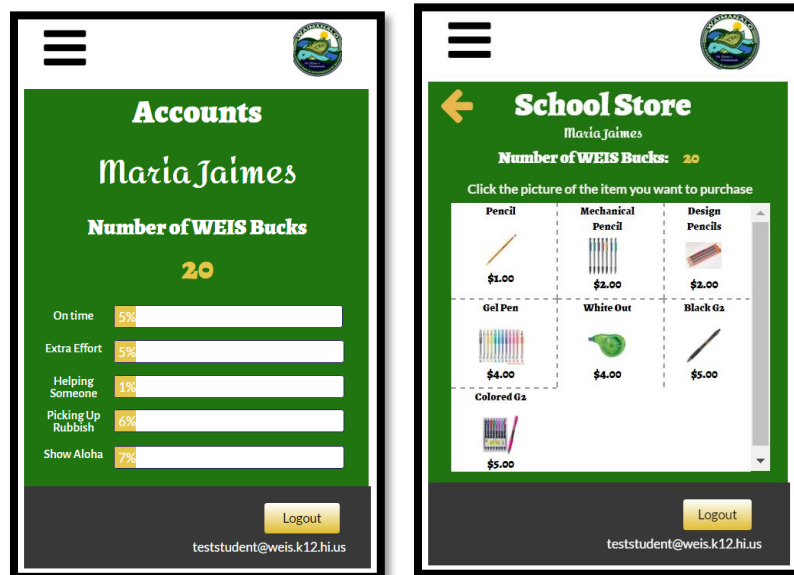 WAIMANALO
Accounts
Maria Jaimes
Number of WEIS Bucks
20
On time 5%
Extra Effort 5%
Helping
Someone 1%
Picking Up
Rubbish 6%
Show Aloha 7%
Logout
teststudent@weis.k12.hi.us
WAIMANALO
School Store
Maria Jaimes
Number of WEIS Bucks: 20
Click the picture of the item you want to purchase
Pencil Mechanical Design
Pencil Pencils
$1.00 $2.00 $2.00
Gel Pen White Out Black G2
$4.00 $4.00 $5.00
Colored G2
$5.00
Logout
teststudent@weis.k12.hi.us